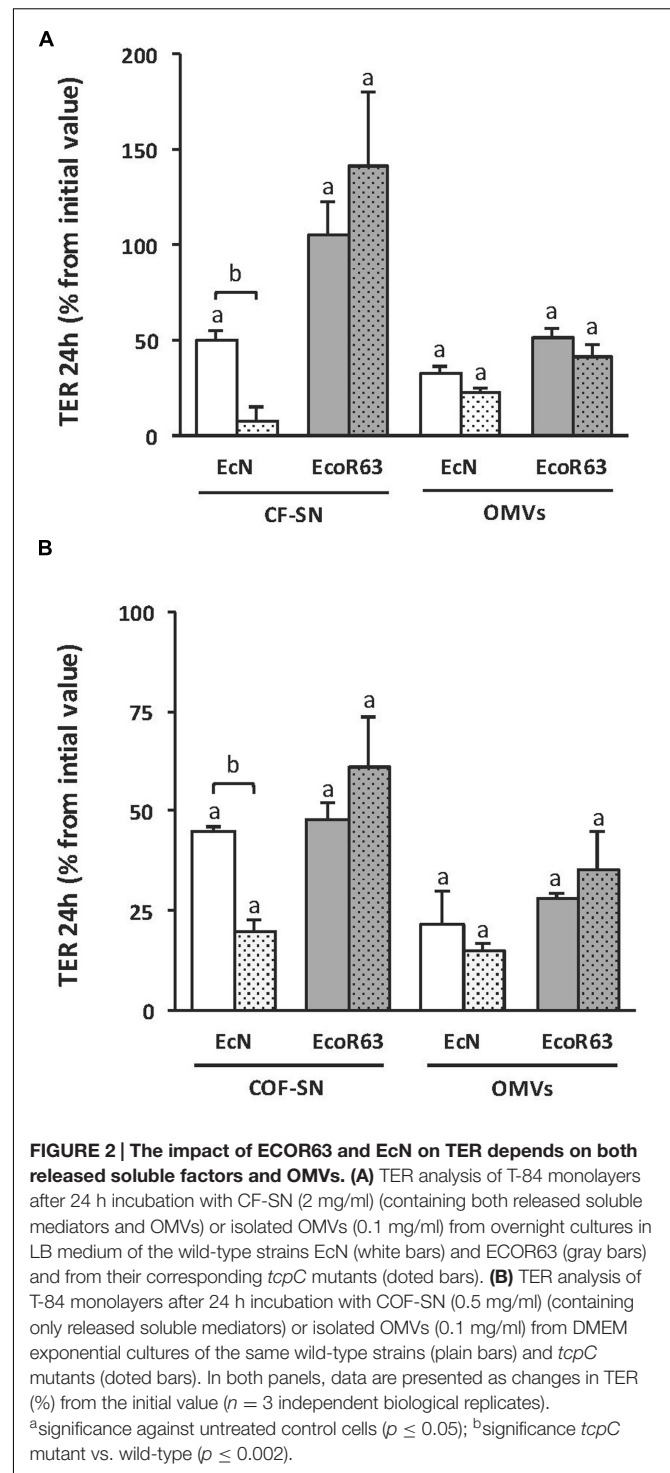 A
TER 24h (% from initial value)
200
150
100
50
0
a
b
a
a
a
a
a
a
EcN
EcoR63
EcN
EcoR63
CF-SN
OMVs
B
TER 24h (% from intial value)
100
75
50
25
0
b
a
a
a
a
a
a
a
a
EcN
EcoR63
EcN
EcoR63
COF-SN
OMVs
FIGURE 2 | The impact of ECOR63 and EcN on TER depends on both
released soluble factors and OMVs. (A) TER analysis of T-84 monolayers
after 24 h incubation with CF-SN (2 mg/ml) (containing both released soluble
mediators and OMVs) or isolated OMVs (0.1 mg/ml) from overnight cultures in
LB medium of the wild-type strains EcN (white bars) and ECOR63 (gray bars)
and from their corresponding tcpC mutants (doted bars). (B) TER analysis of
T-84 monolayers after 24 h incubation with COF-SN (0.5 mg/ml) (containing
only released soluble mediators) or isolated OMVs (0.1 mg/ml) from DMEM
exponential cultures of the same wild-type strains (plain bars) and tcpC
mutants (doted bars). In both panels, data are presented as changes in TER
(%) from the initial value (n = 3 independent biological replicates).
ᵃsignificance against untreated control cells (p ≤ 0.05); ᵇsignificance tcpC
mutant vs. wild-type (p ≤ 0.002).